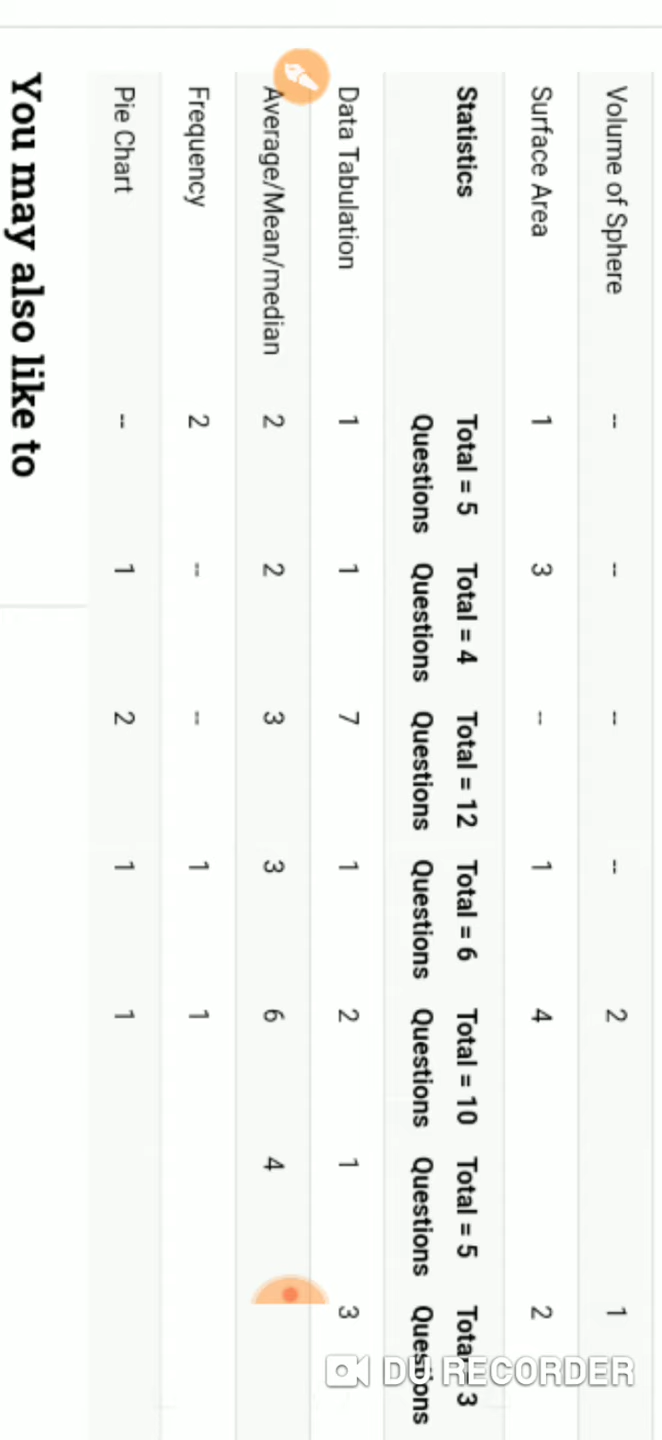 Volume of Sphere -- -- -- -- 2 1
Surface Area 1 3 -- 1 4 2
Statistics Total = 5 Questions Total = 4 Questions Total = 12 Questions Total = 6 Questions Total = 10 Questions Total = 5 Questions 3
Data Tabulation 1 1 7 1 2 1 3
Average/Mean/median 2 2 3 3 6 4
Frequency 2 -- -- 1 1
Pie Chart -- 1 2 1 1
You may also like to
DU RECORDER